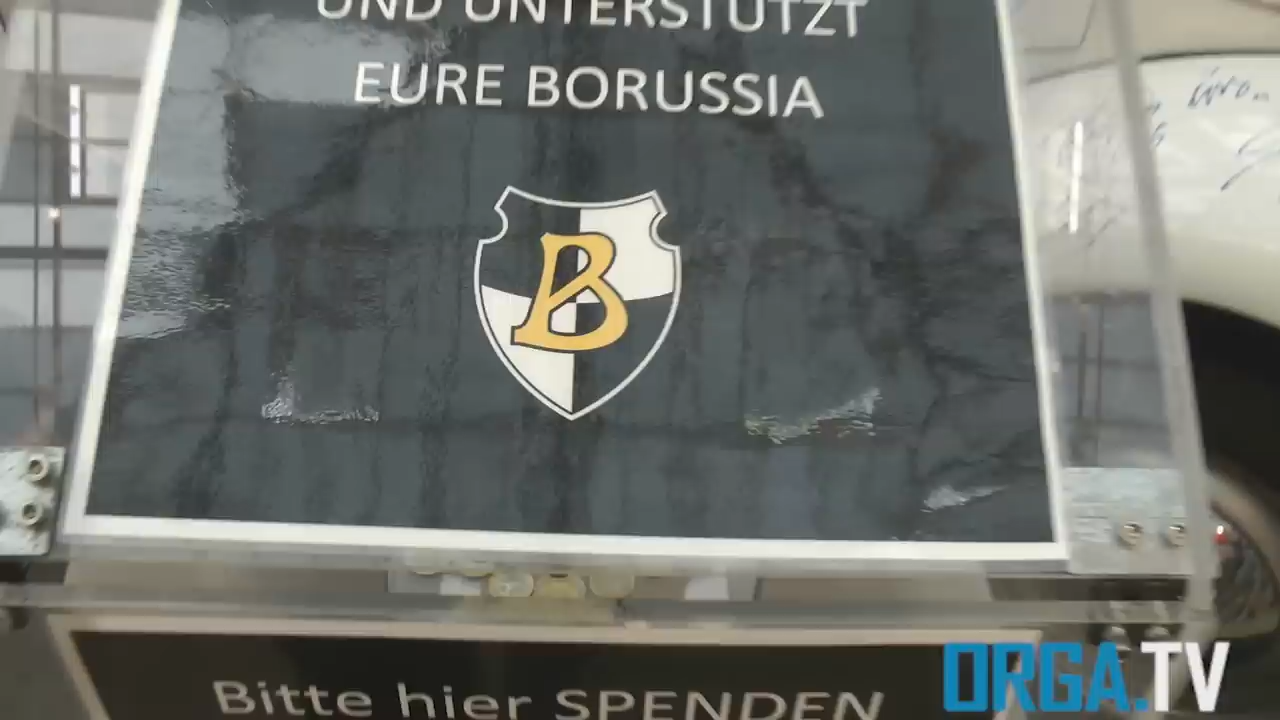 UND UNTERSTÜTZT
EURE BORUSSIA
B
Bitte hier SPENDEN
ORGA.TV